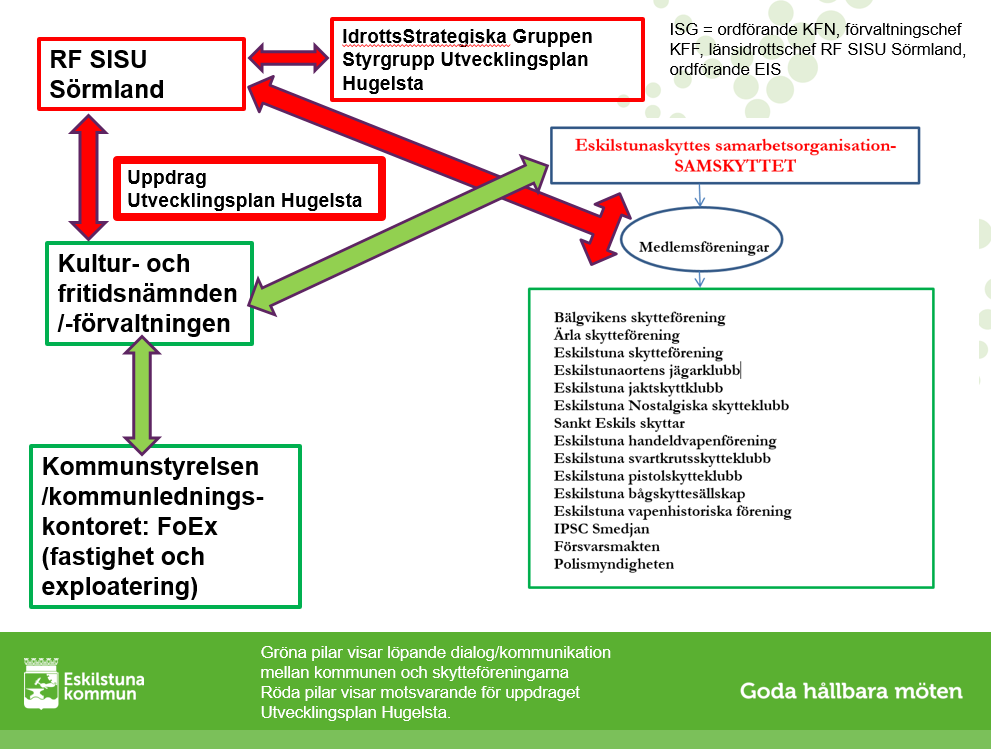 RF SISU
Sörmland
IdrottsStrategiska Gruppen
Styrgrupp Utvecklingsplan
Hugelsta
ISG = ordförande KFN, förvaltningschef
KFF, länsidrottschef RF SISU Sörmland,
ordförande EIS
Uppdrag
Utvecklingsplan Hugelsta
Eskilstunaskyttes samarbetsorganisation-
SAMSKYTTET
Medlemsföreningar
Kultur- och
fritidsnämnden
/-förvaltningen
Bälgvikens skytteförening
Ärla skytteförening
Eskilstuna skytteförening
Eskilstunaortens jägarklubb
Eskilstuna jaktskyttklubb
Eskilstuna Nostalgiska skytteklubb
Sankt Eskils skyttar
Eskilstuna handeldvapenförening
Eskilstuna svartkrutsskytteklubb
Eskilstuna pistolskytteklubb
Eskilstuna bågskyttesällskap
Eskilstuna vapenhistoriska förening
IPSC Smedjan
Försvarsmakten
Polismyndigheten
Kommunstyrelsen
/kommunlednings-
kontoret: FoEx
(fastighet och
exploatering)
Eskilstuna
kommun
Gröna pilar visar löpande dialog/kommunikation
mellan kommunen och skytteföreningarna
Röda pilar visar motsvarande för uppdraget
Utvecklingsplan Hugelsta.
Goda hållbara möten